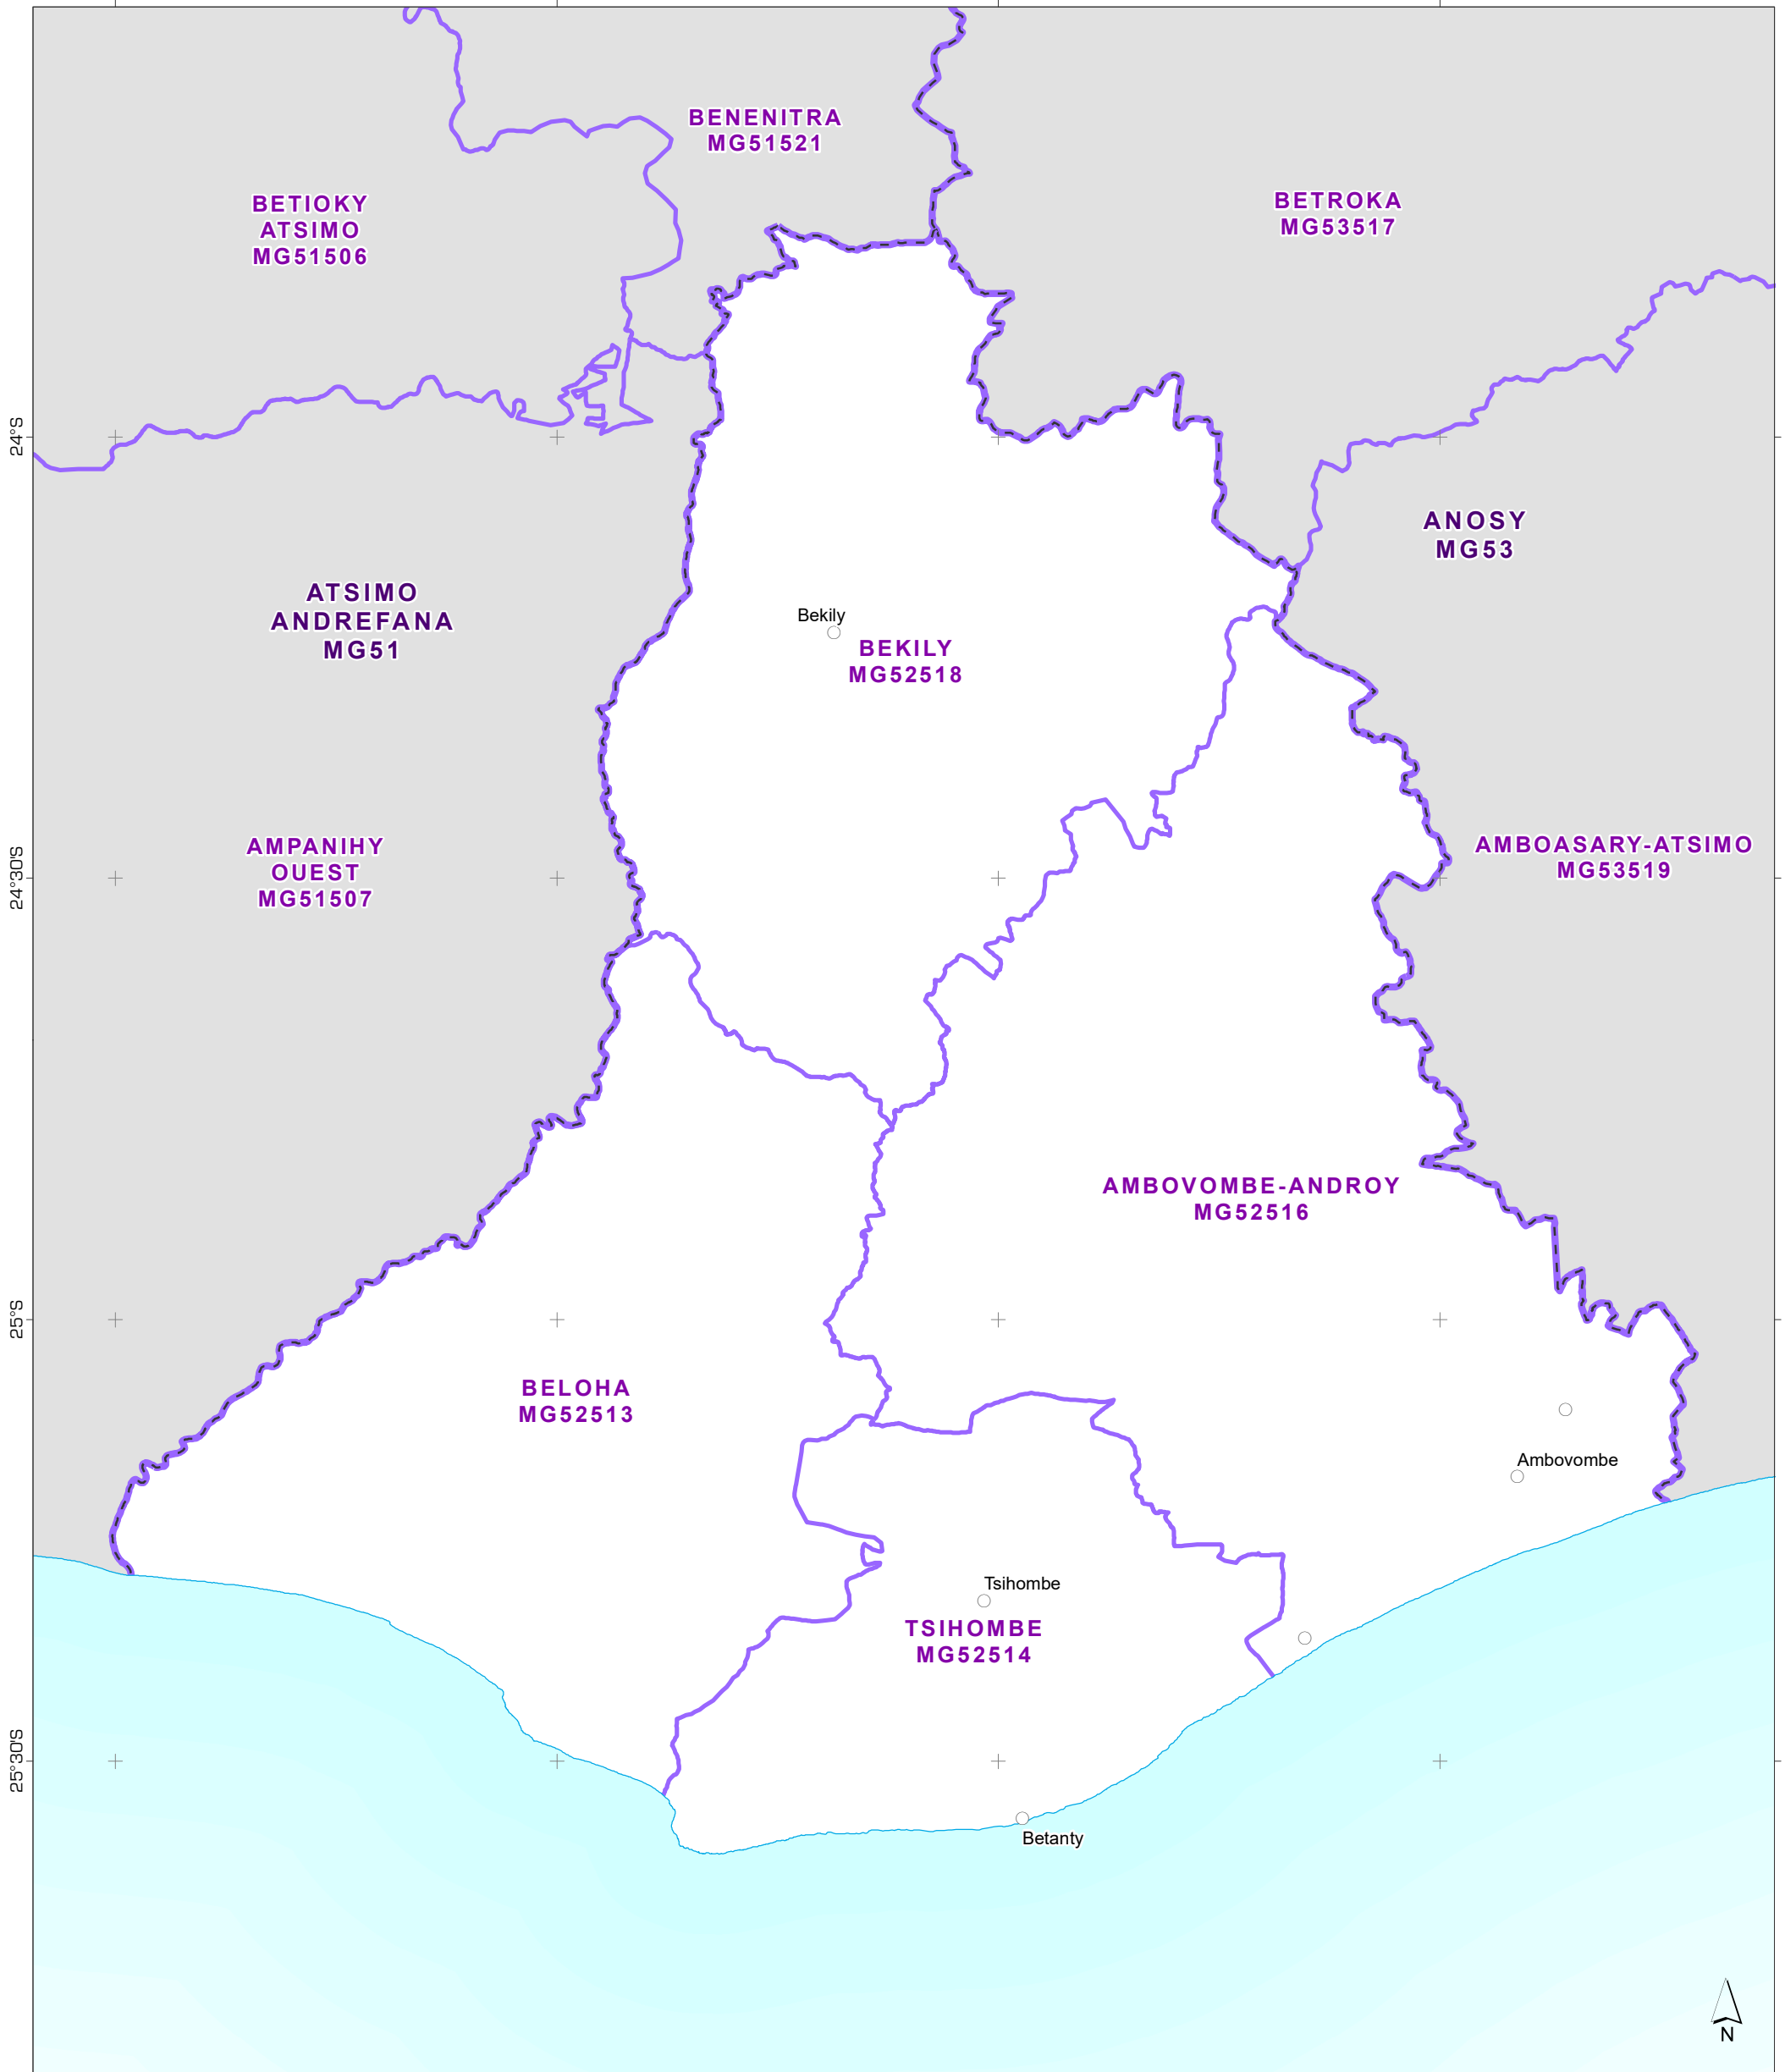 BENENITRA
MG51521
BETIOKY
ATSIMO
MG51506
BETROKA
MG53517
24°S
ANOSY
MG53
ATSIMO
ANDREFANA
MG51
Bekily
BEKILY
MG52518
AMPANIHY
OUEST
MG51507
AMBOASARY-ATSIMO
MG53519
24°30'S
AMBOVOMBE-ANDROY
MG52516
25°S
BELOHA
MG52513
Ambovombe
Tsihombe
TSIHOMBE
MG52514
25°30'S
Betanty
N